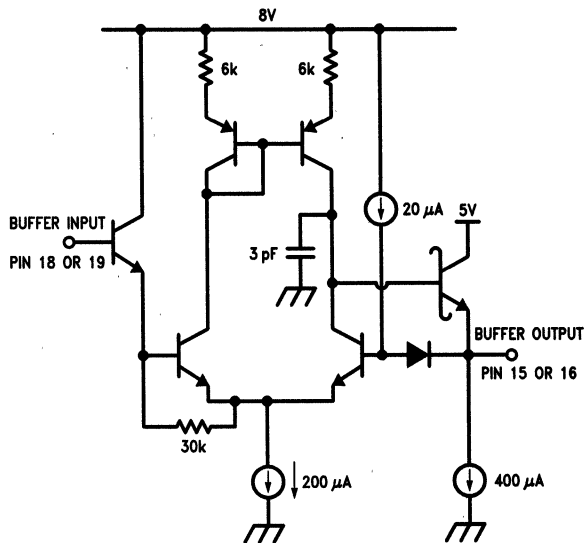 8V
6k
6k
20 μA
5V
BUFFER INPUT
PIN 18 OR 19
3 pF
BUFFER OUTPUT
PIN 15 OR 16
30k
200 μA
400 μA